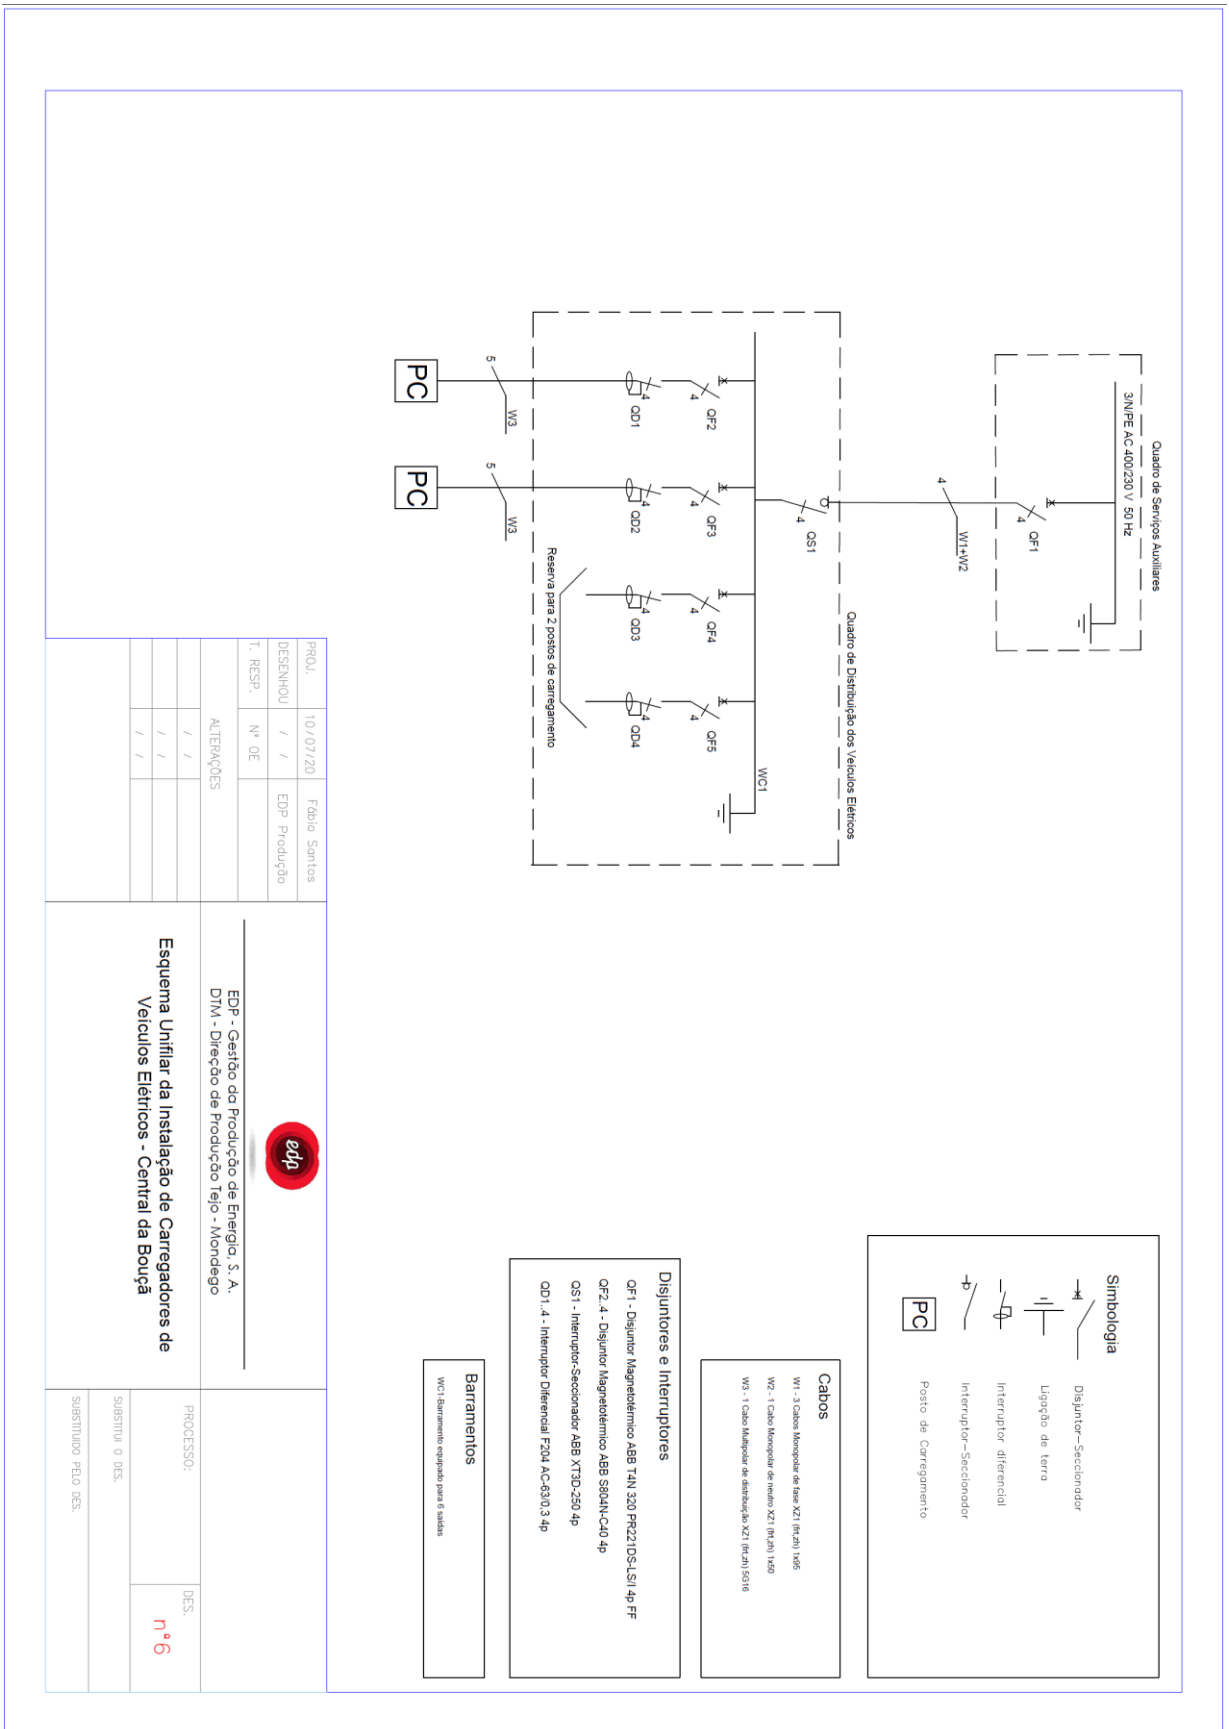 Quadro de Serviços Auxiliares
3/N/PE AC 400/230 V 50 Hz
QF1
4
4
W1+W2
Quadro de Distribuição dos Veículos Elétricos
QS1
4
WC1
QF2
4
QF3
4
QF4
4
QF5
4
QD1
4
QD2
4
QD3
4
QD4
4
Reserva para 2 postos de carregamento
5
W3
5
W3
PC
PC
Simbologia
Disjuntor-Seccionador
Ligação de terra
Interruptor diferencial
Interruptor-Seccionador
PC
Posto de Carregamento
Cabos
W1 - 3 Cabos Monopolar de fase XZ1 (frt,zh) 1x95
W2 - 1 Cabo Monopolar de neutro XZ1 (frt,zh) 1x50
W3 - 1 Cabo Multipolar de distribuição XZ1 (frt,zh) 5G16
Disjuntores e Interruptores
QF1 - Disjuntor Magnetotérmico ABB T4N 320 PR221DS-LS/I 4p FF
QF2..4 - Disjuntor Magnetotérmico ABB S804N-C40 4p
QS1 - Interruptor-Seccionador ABB XT3D-250 4p
QD1..4 - Interruptor Diferencial F204 AC-63/0,3 4p
Barramentos
WC1-Barramento equipado para 6 saídas
PROJ. 10/07/20 Fábio Santos
DESENHOU / / EDP Produção
T. RESP. Nº OE
ALTERAÇÕES
/ /
/ /
/ /
edp
EDP - Gestão da Produção de Energia, S. A.
DTM - Direção de Produção Tejo - Mondego
Esquema Unifilar da Instalação de Carregadores de
Veículos Elétricos - Central da Bouçã
PROCESSO:
DES.
nº6
SUBSTITUI O DES.
SUBSTITUIDO PELO DES.